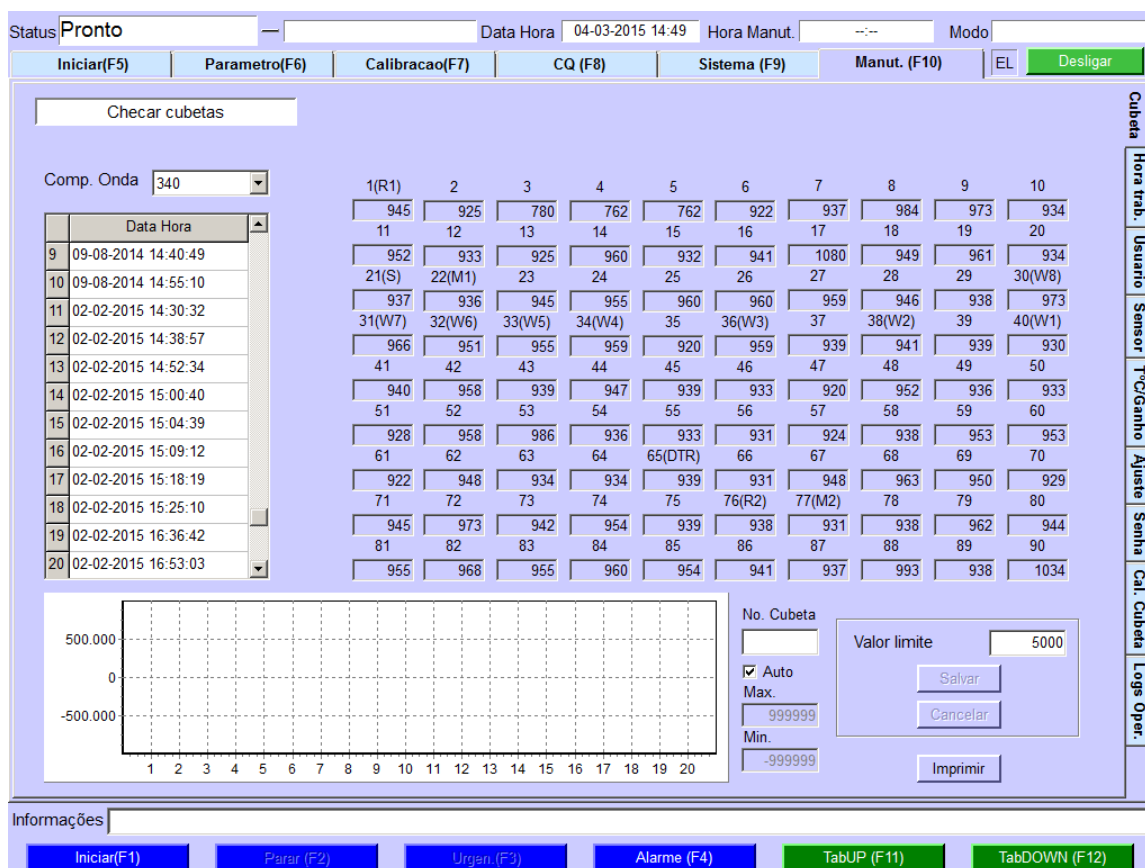 Status Pronto — Data Hora 04-03-2015 14:49 Hora Manut. --:-- Modo
Iniciar(F5) Parametro(F6) Calibracao(F7) CQ (F8) Sistema (F9) Manut. (F10) EL Desligar
Checar cubetas
Comp. Onda 340
Data Hora
9 09-08-2014 14:40:49
10 09-08-2014 14:55:10
11 02-02-2015 14:30:32
12 02-02-2015 14:38:57
13 02-02-2015 14:52:34
14 02-02-2015 15:00:40
15 02-02-2015 15:04:39
16 02-02-2015 15:09:12
17 02-02-2015 15:18:19
18 02-02-2015 15:25:10
19 02-02-2015 16:36:42
20 02-02-2015 16:53:03
1(R1) 2 3 4 5 6 7 8 9 10
945 925 780 762 762 922 937 984 973 934
11 12 13 14 15 16 17 18 19 20
952 933 925 960 932 941 1080 949 961 934
21(S) 22(M1) 23 24 25 26 27 28 29 30(W8)
937 936 945 955 960 960 959 946 938 973
31(W7) 32(W6) 33(W5) 34(W4) 35 36(W3) 37 38(W2) 39 40(W1)
966 951 955 959 920 959 939 941 939 930
41 42 43 44 45 46 47 48 49 50
940 958 939 947 939 933 920 952 936 933
51 52 53 54 55 56 57 58 59 60
928 958 986 936 933 931 924 938 953 953
61 62 63 64 65(DTR) 66 67 68 69 70
922 948 934 934 939 931 948 963 950 929
71 72 73 74 75 76(R2) 77(M2) 78 79 80
945 973 942 954 939 938 931 938 962 944
81 82 83 84 85 86 87 88 89 90
955 968 955 960 954 941 937 993 938 1034
Cubeta
Hora trab.
Usuario
Sensor
T°C/Ganho
Ajuste
Senha
Cal. Cubeta
Logs Oper.
500.000
0
-500.000
1 2 3 4 5 6 7 8 9 10 11 12 13 14 15 16 17 18 19 20
No. Cubeta
Auto
Max.
999999
Min.
-999999
Valor limite 5000
Salvar
Cancelar
Imprimir
Informações
Iniciar(F1) Parar (F2) Urgen.(F3) Alarme (F4) TabUP (F11) TabDOWN (F12)